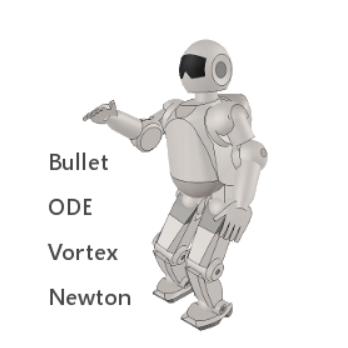 Bullet
ODE
Vortex
Newton